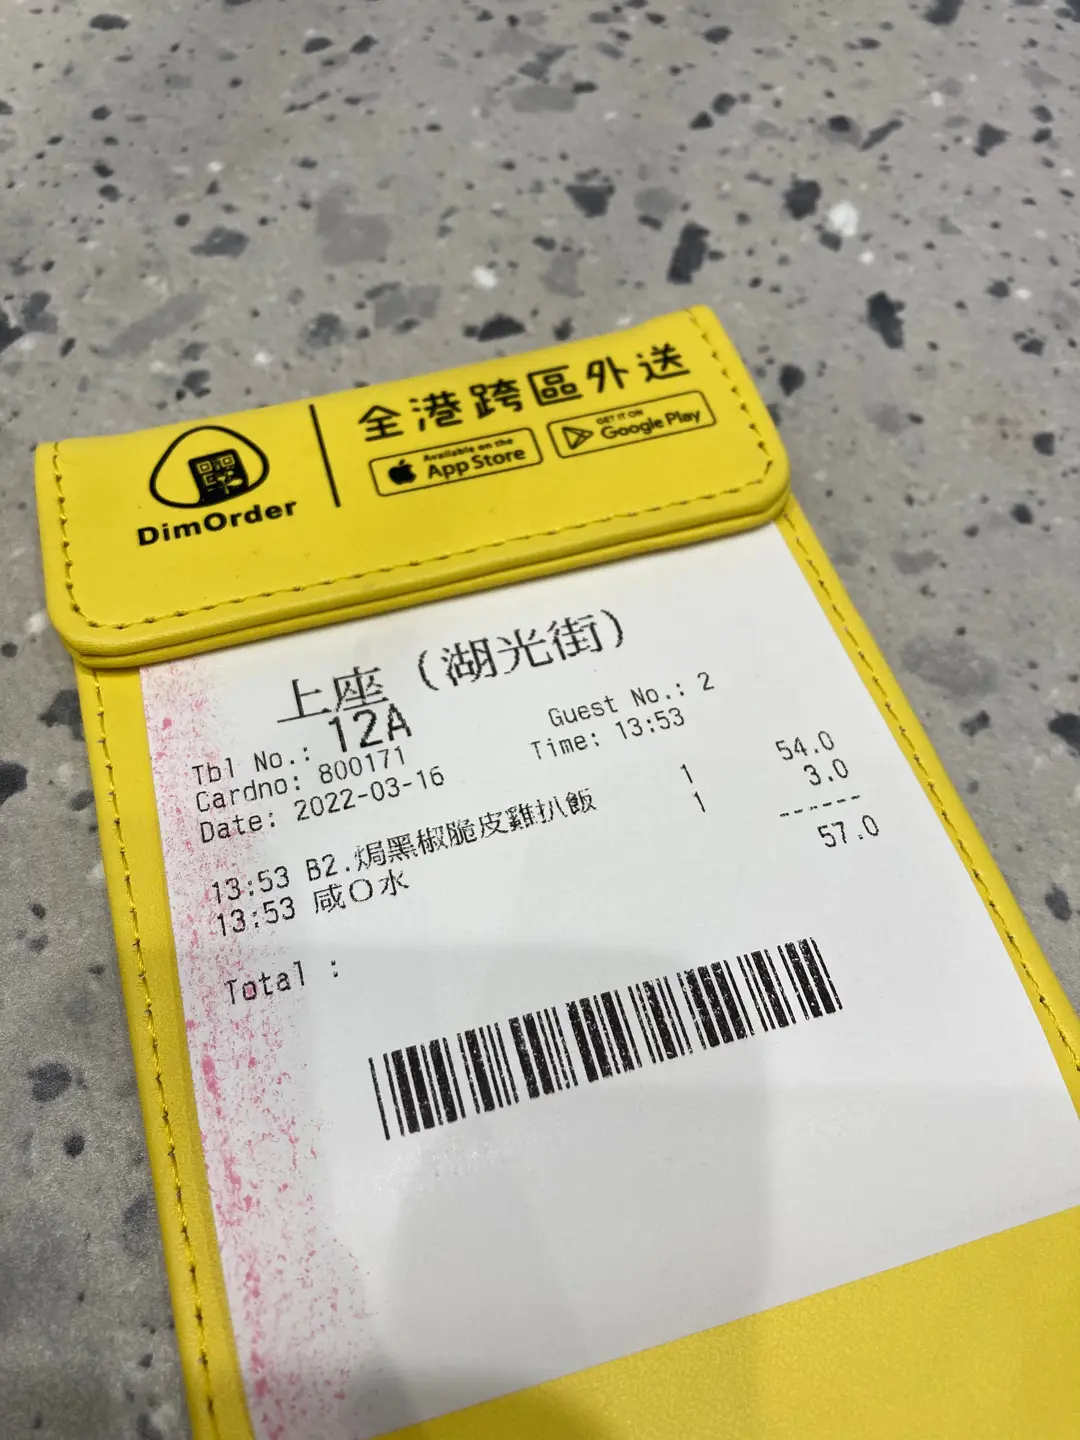 全港跨區外送
DimOrder
Available on the
App Store
GET IT ON
Google Play
上座 (湖光街)
Tbl No.: 12A Guest No.: 2
Cardno: 800171 Time: 13:53
Date: 2022-03-16
13:53 B2.焗黑椒脆皮雞扒飯 1 54.0
13:53 咸O水 1 3.0
------
Total : 57.0